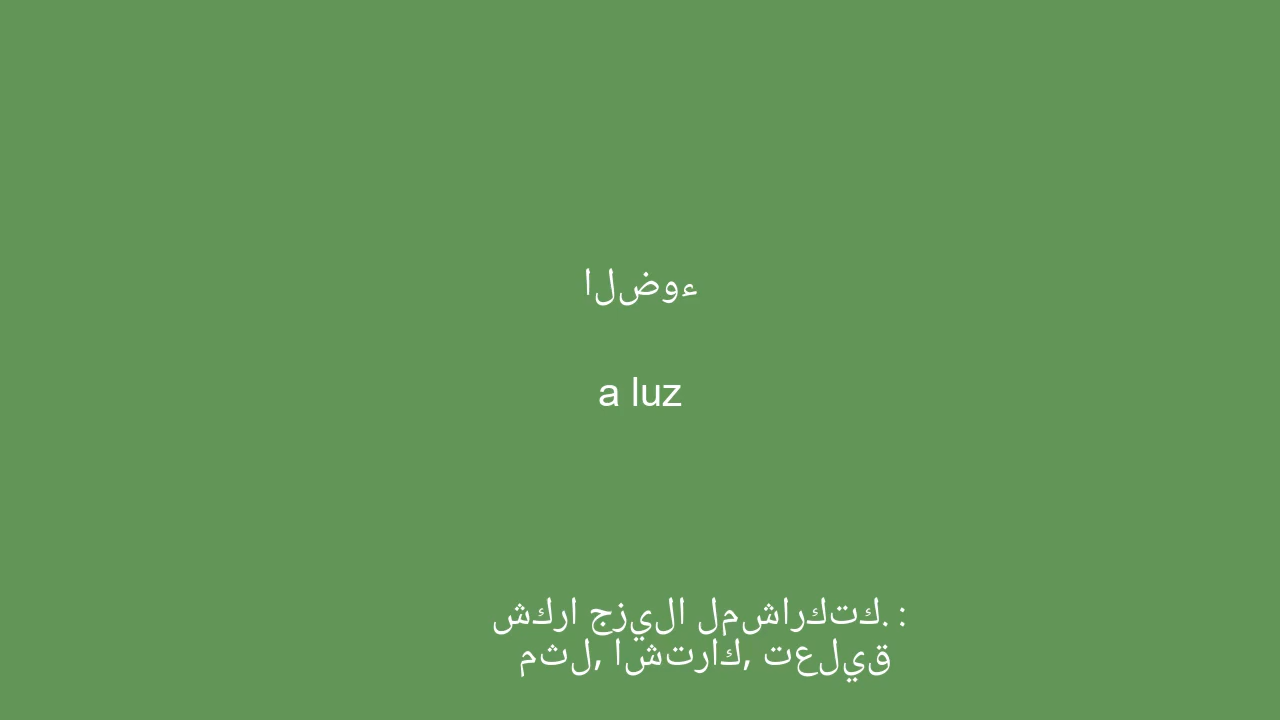 الضوء
a luz
شكرا جزيلا لمشاركتك. :
مثل, اشتراك, تعليق